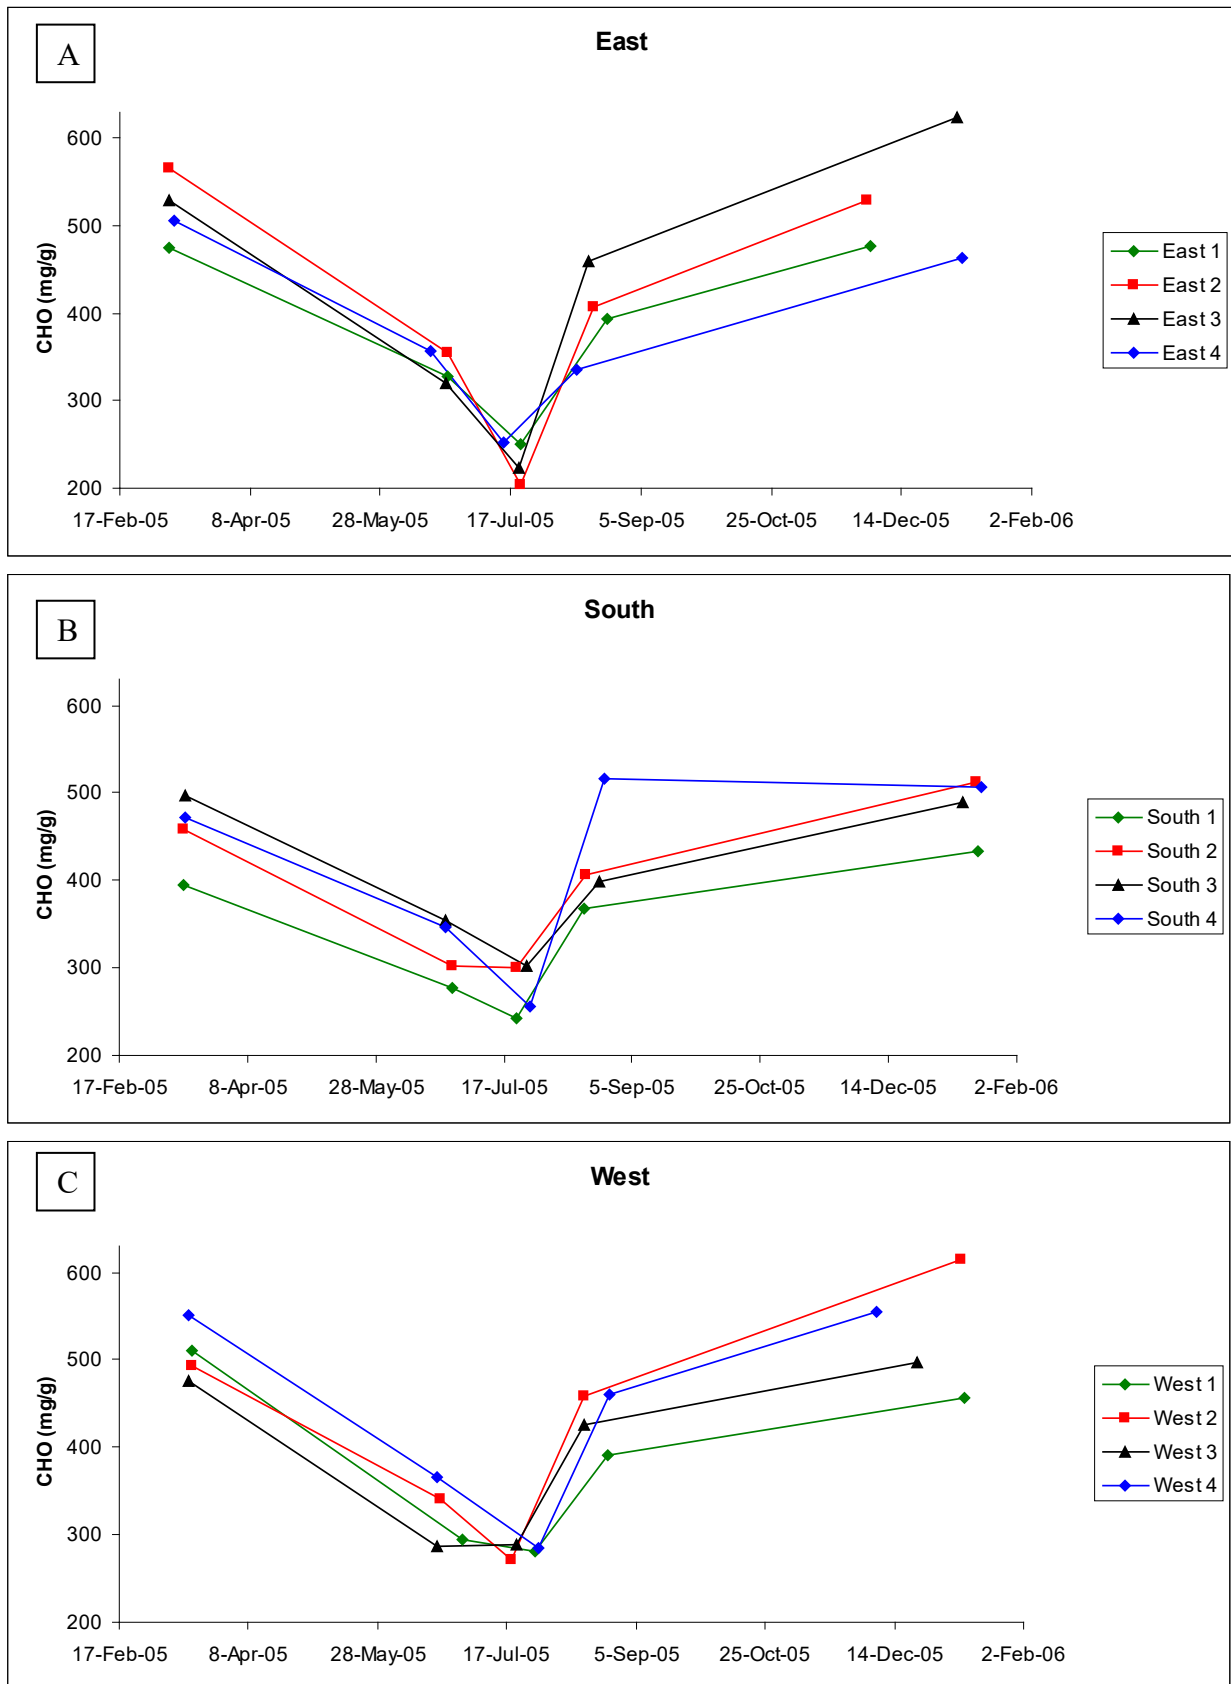 A
East
CHO (mg/g)
600
500
400
300
200
17-Feb-05 8-Apr-05 28-May-05 17-Jul-05 5-Sep-05 25-Oct-05 14-Dec-05 2-Feb-06
East 1
East 2
East 3
East 4
B
South
CHO (mg/g)
600
500
400
300
200
17-Feb-05 8-Apr-05 28-May-05 17-Jul-05 5-Sep-05 25-Oct-05 14-Dec-05 2-Feb-06
South 1
South 2
South 3
South 4
C
West
CHO (mg/g)
600
500
400
300
200
17-Feb-05 8-Apr-05 28-May-05 17-Jul-05 5-Sep-05 25-Oct-05 14-Dec-05 2-Feb-06
West 1
West 2
West 3
West 4